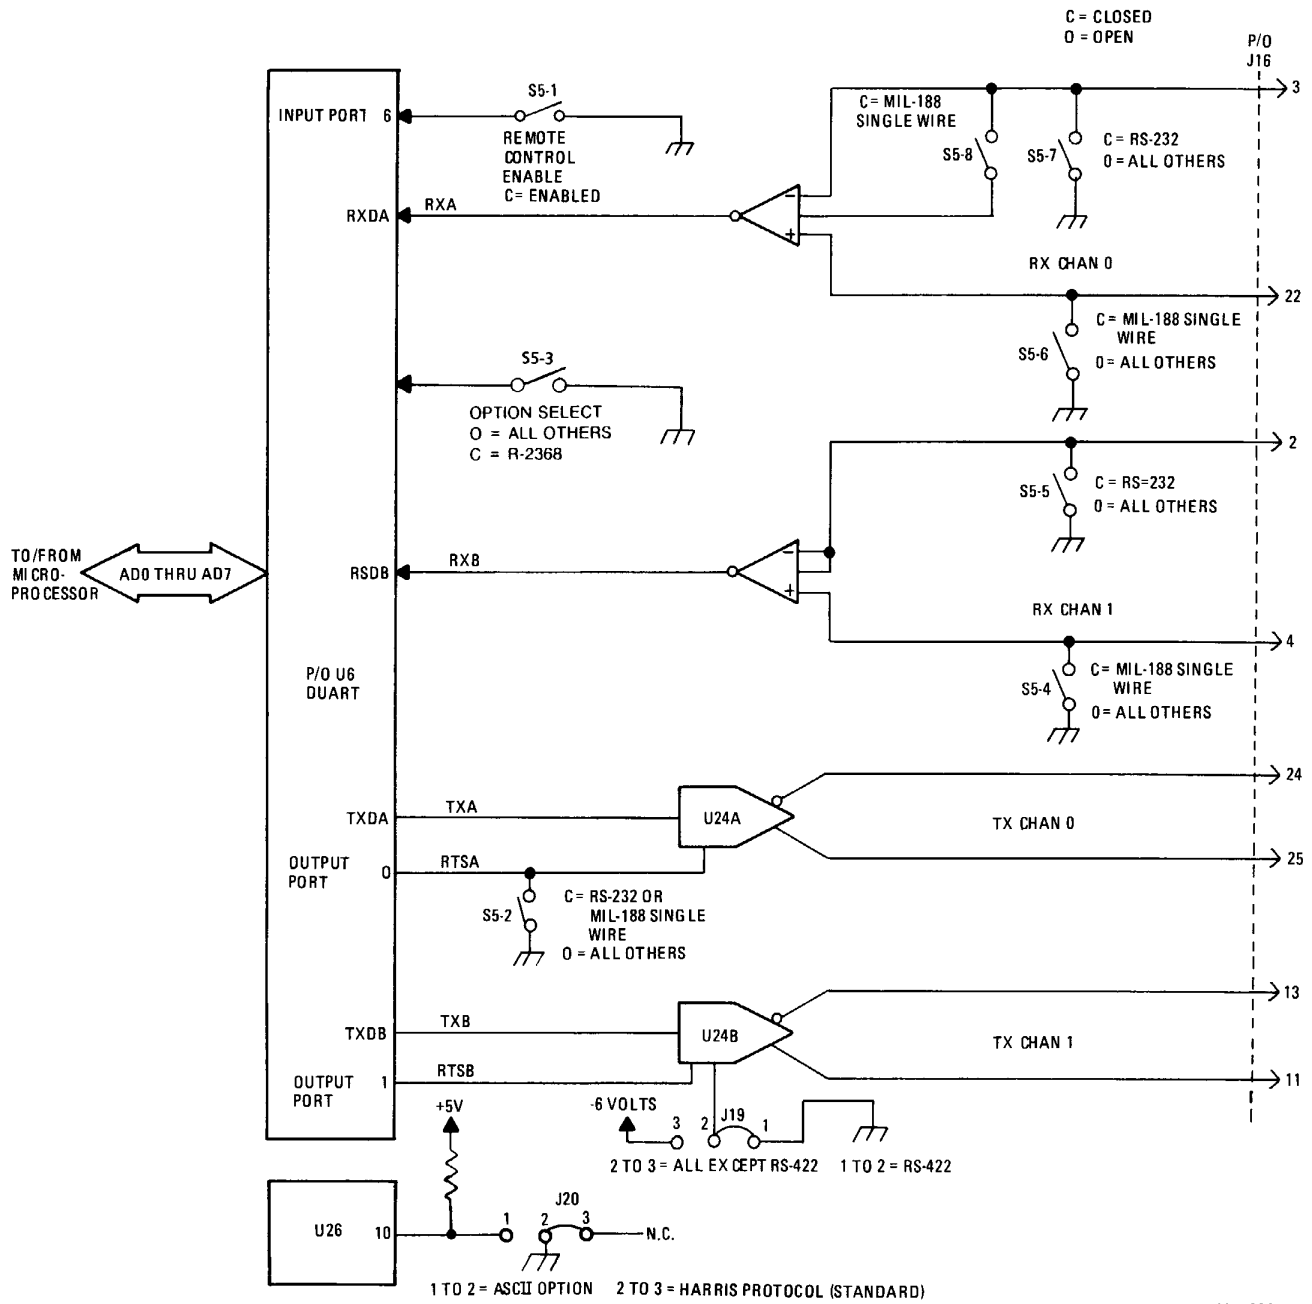 C = CLOSED
O = OPEN
P/O
J16
3
INPUT PORT 6
S5-1
REMOTE
CONTROL
ENABLE
C = ENABLED
C = MIL-188
SINGLE WIRE
S5-8
S5-7
C = RS-232
O = ALL OTHERS
RXDA
RXA
−
+
RX CHAN 0
22
C = MIL-188 SINGLE
WIRE
O = ALL OTHERS
S5-6
S5-3
OPTION SELECT
O = ALL OTHERS
C = R-2368
2
S5-5
C = RS=232
O = ALL OTHERS
TO/FROM
MICRO-
PROCESSOR
AD0 THRU AD7
RSDB
RXB
−
+
RX CHAN 1
4
P/O U6
DUART
S5-4
C = MIL-188 SINGLE
WIRE
O = ALL OTHERS
24
TXDA
TXA
U24A
TX CHAN 0
OUTPUT
PORT
0
RTSA
25
S5-2
C = RS-232 OR
MIL-188 SINGLE
WIRE
O = ALL OTHERS
13
TXDB
TXB
U24B
TX CHAN 1
OUTPUT
PORT
1
RTSB
11
+5V
-6 VOLTS
3
2
J19
1
2 TO 3 = ALL EXCEPT RS-422 1 TO 2 = RS-422
U26
10
1
J20
2
3
N.C.
1 TO 2 = ASCII OPTION 2 TO 3 = HARRIS PROTOCOL (STANDARD)